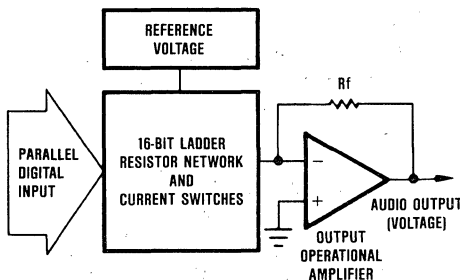 REFERENCE
VOLTAGE
Rf
PARALLEL
DIGITAL
INPUT
16-BIT LADDER
RESISTOR NETWORK
AND
CURRENT SWITCHES
−
+
AUDIO OUTPUT
(VOLTAGE)
OUTPUT
OPERATIONAL
AMPLIFIER